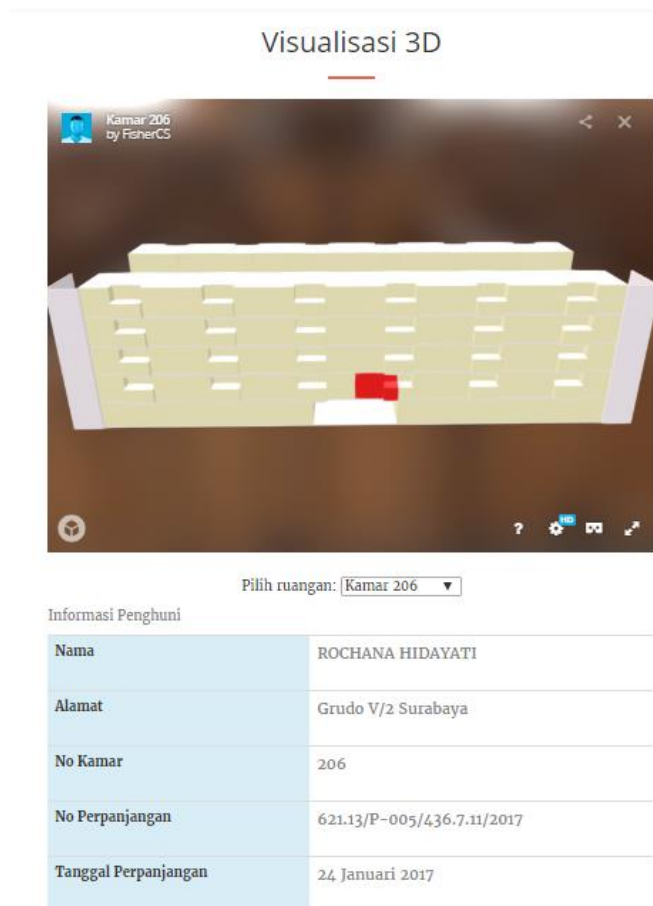 Visualisasi 3D
Kamar 206
by FisherCS
?
HD
Pilih ruangan: Kamar 206 ▼
Informasi Penghuni
Nama ROCHANA HIDAYATI
Alamat Grudo V/2 Surabaya
No Kamar 206
No Perpanjangan 621.13/P-005/436.7.11/2017
Tanggal Perpanjangan 24 Januari 2017